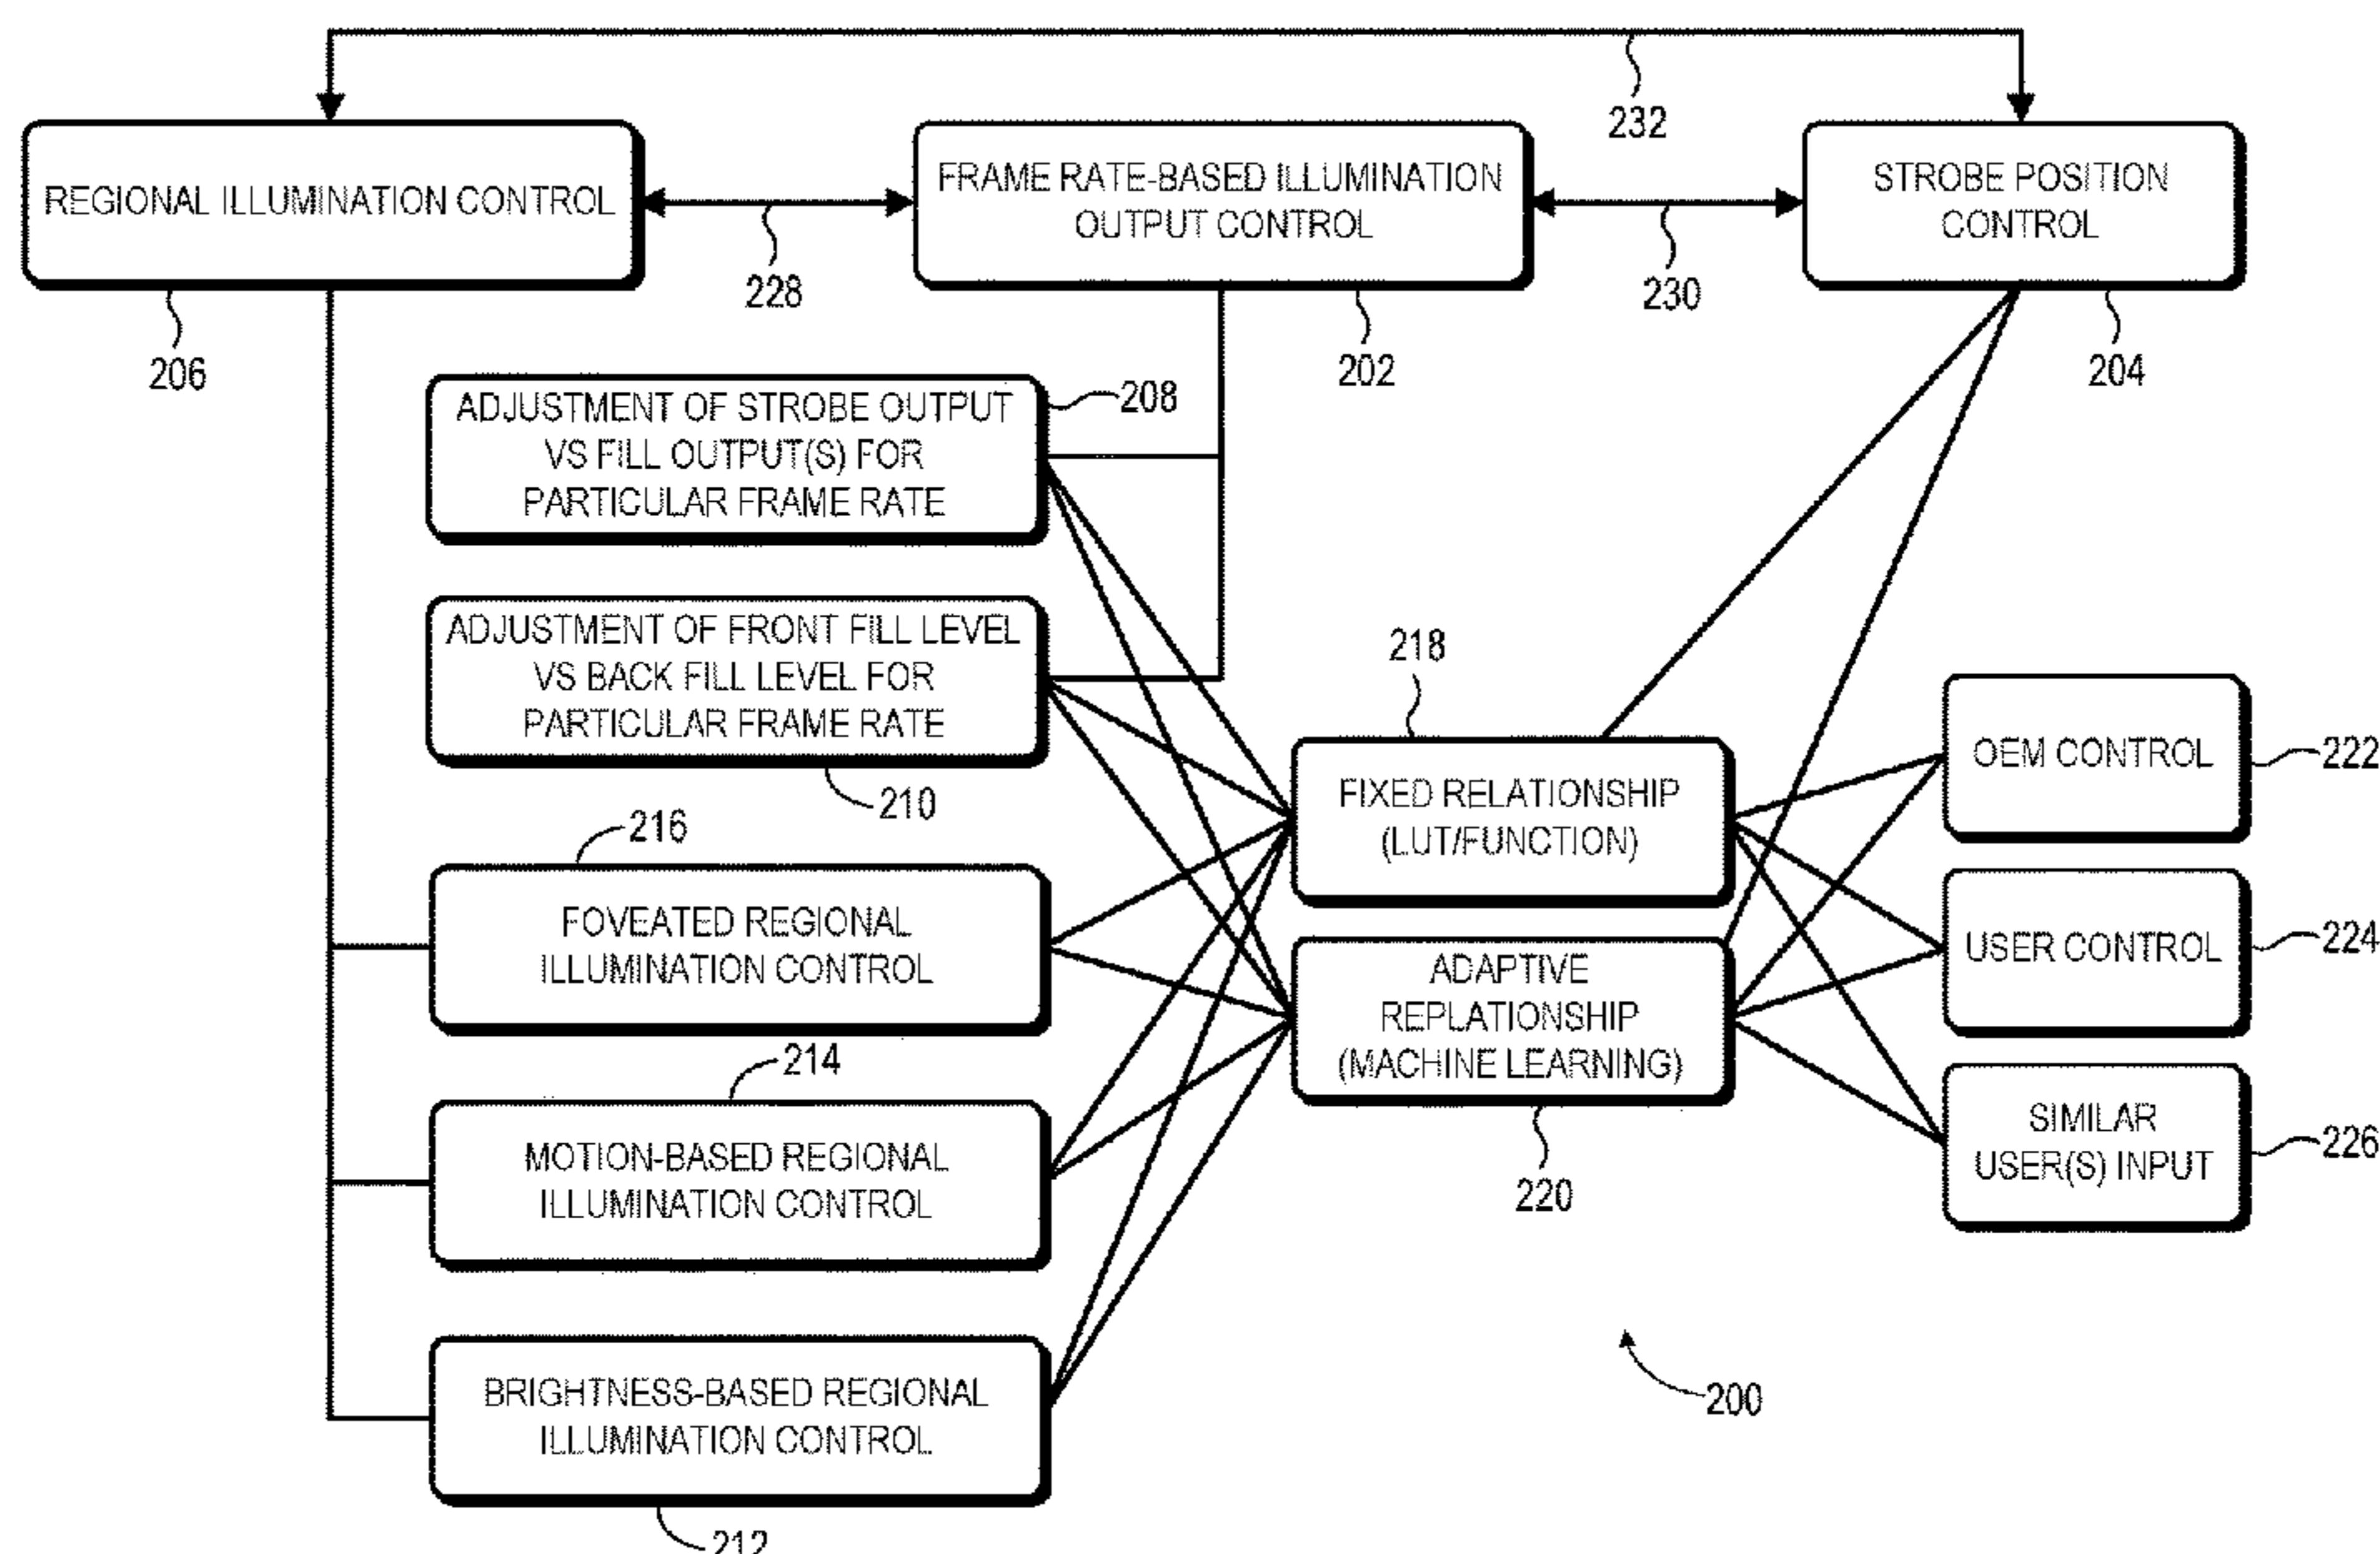 232
REGIONAL ILLUMINATION CONTROL
FRAME RATE-BASED ILLUMINATION
OUTPUT CONTROL
STROBE POSITION
CONTROL
228
230
206
202
204
ADJUSTMENT OF STROBE OUTPUT
VS FILL OUTPUT(S) FOR
PARTICULAR FRAME RATE
208
ADJUSTMENT OF FRONT FILL LEVEL
VS BACK FILL LEVEL FOR
PARTICULAR FRAME RATE
210
218
FIXED RELATIONSHIP
(LUT/FUNCTION)
OEM CONTROL
222
216
FOVEATED REGIONAL
ILLUMINATION CONTROL
ADAPTIVE
REPLATIONSHIP
(MACHINE LEARNING)
220
USER CONTROL
224
214
MOTION-BASED REGIONAL
ILLUMINATION CONTROL
SIMILAR
USER(S) INPUT
226
BRIGHTNESS-BASED REGIONAL
ILLUMINATION CONTROL
212
200